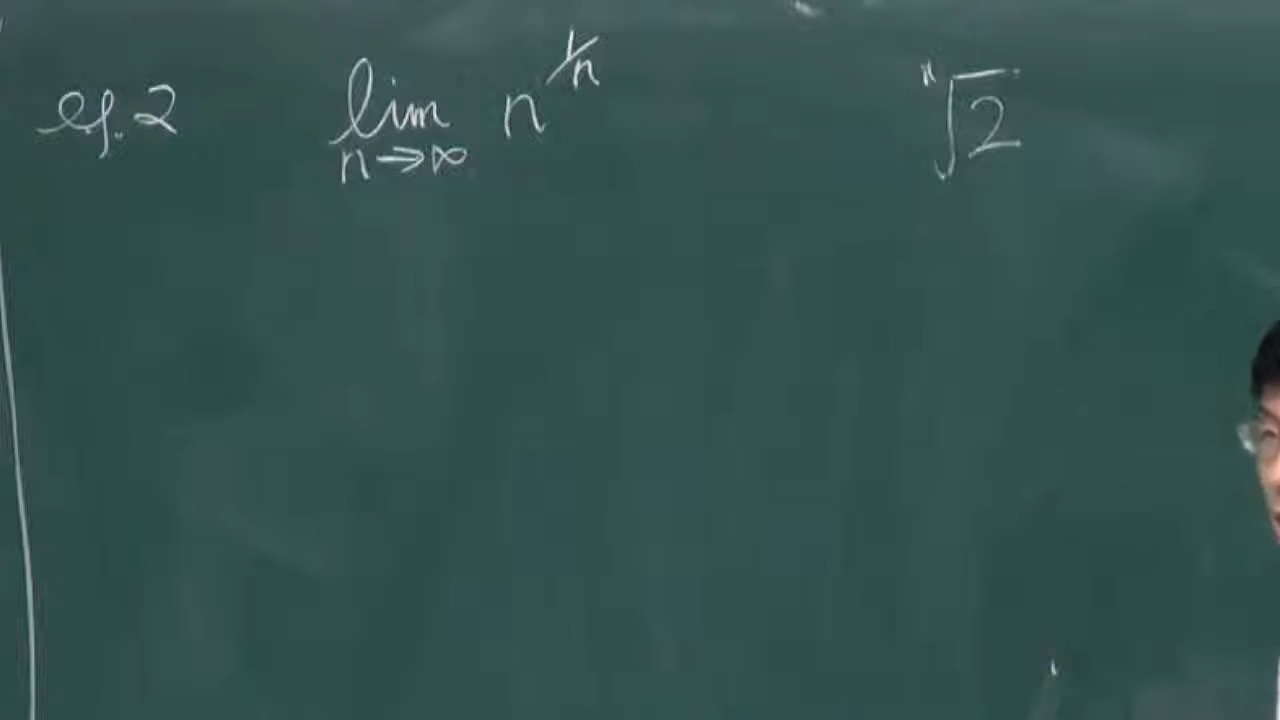 eg.2 lim n→∞ n^1/n ⁿ√2